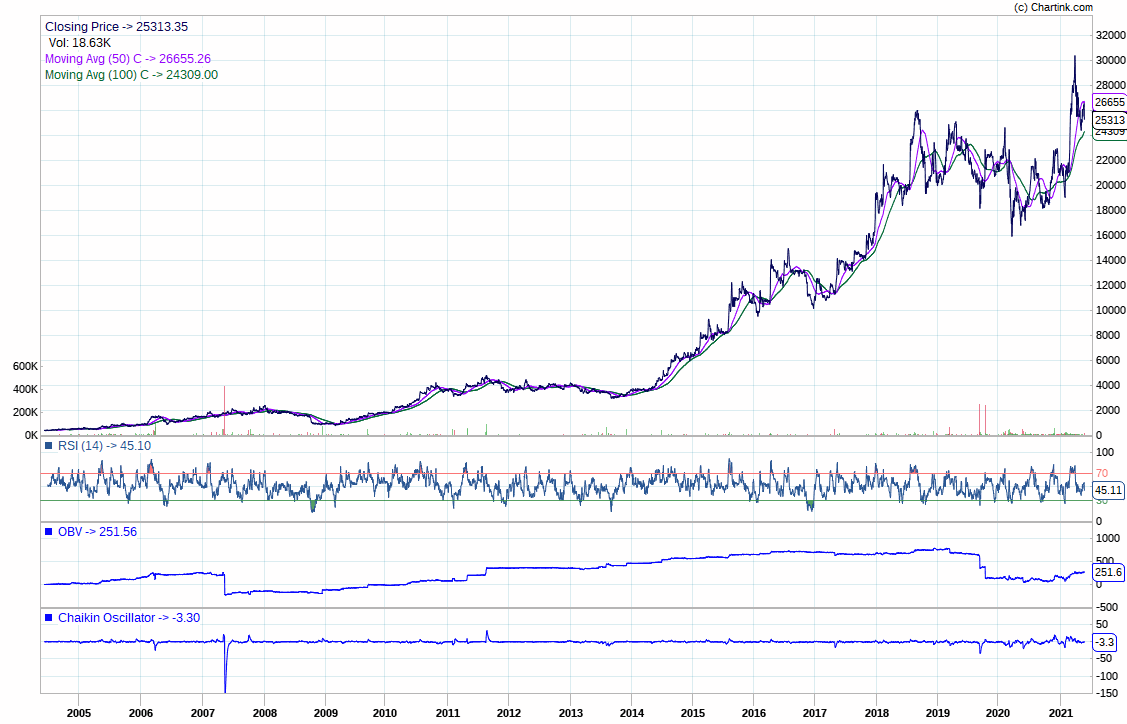 (c) Chartink.com
Closing Price -> 25313.35
Vol: 18.63K
Moving Avg (50) C -> 26655.26
Moving Avg (100) C -> 24309.00
32000
30000
28000
26655
25313
24309
22000
20000
18000
16000
14000
12000
10000
8000
6000
4000
2000
0
600K
400K
200K
0K
RSI (14) -> 45.10
100
70
45.11
30
0
OBV -> 251.56
1000
500
251.6
0
-500
Chaikin Oscillator -> -3.30
50
-3.3
-50
-100
-150
2005 2006 2007 2008 2009 2010 2011 2012 2013 2014 2015 2016 2017 2018 2019 2020 2021